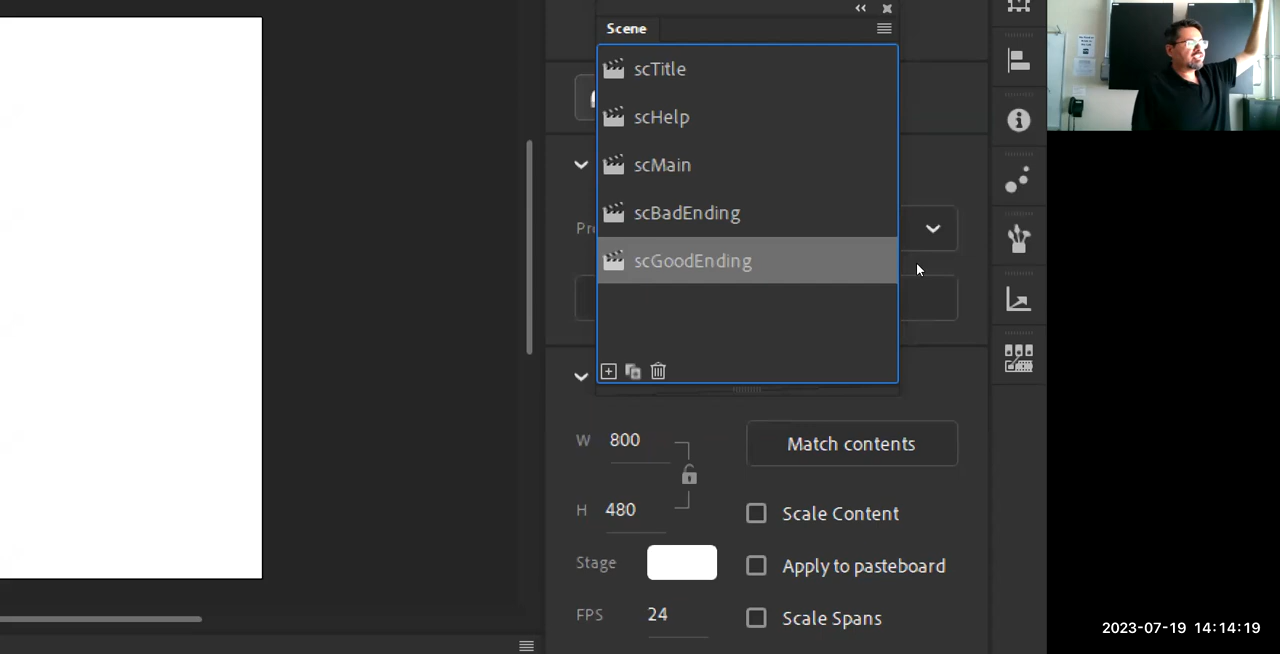 Scene
scTitle
scHelp
scMain
scBadEnding
scGoodEnding
W 800
Match contents
H 480
Scale Content
Stage
Apply to pasteboard
FPS 24
Scale Spans
2023-07-19 14:14:19